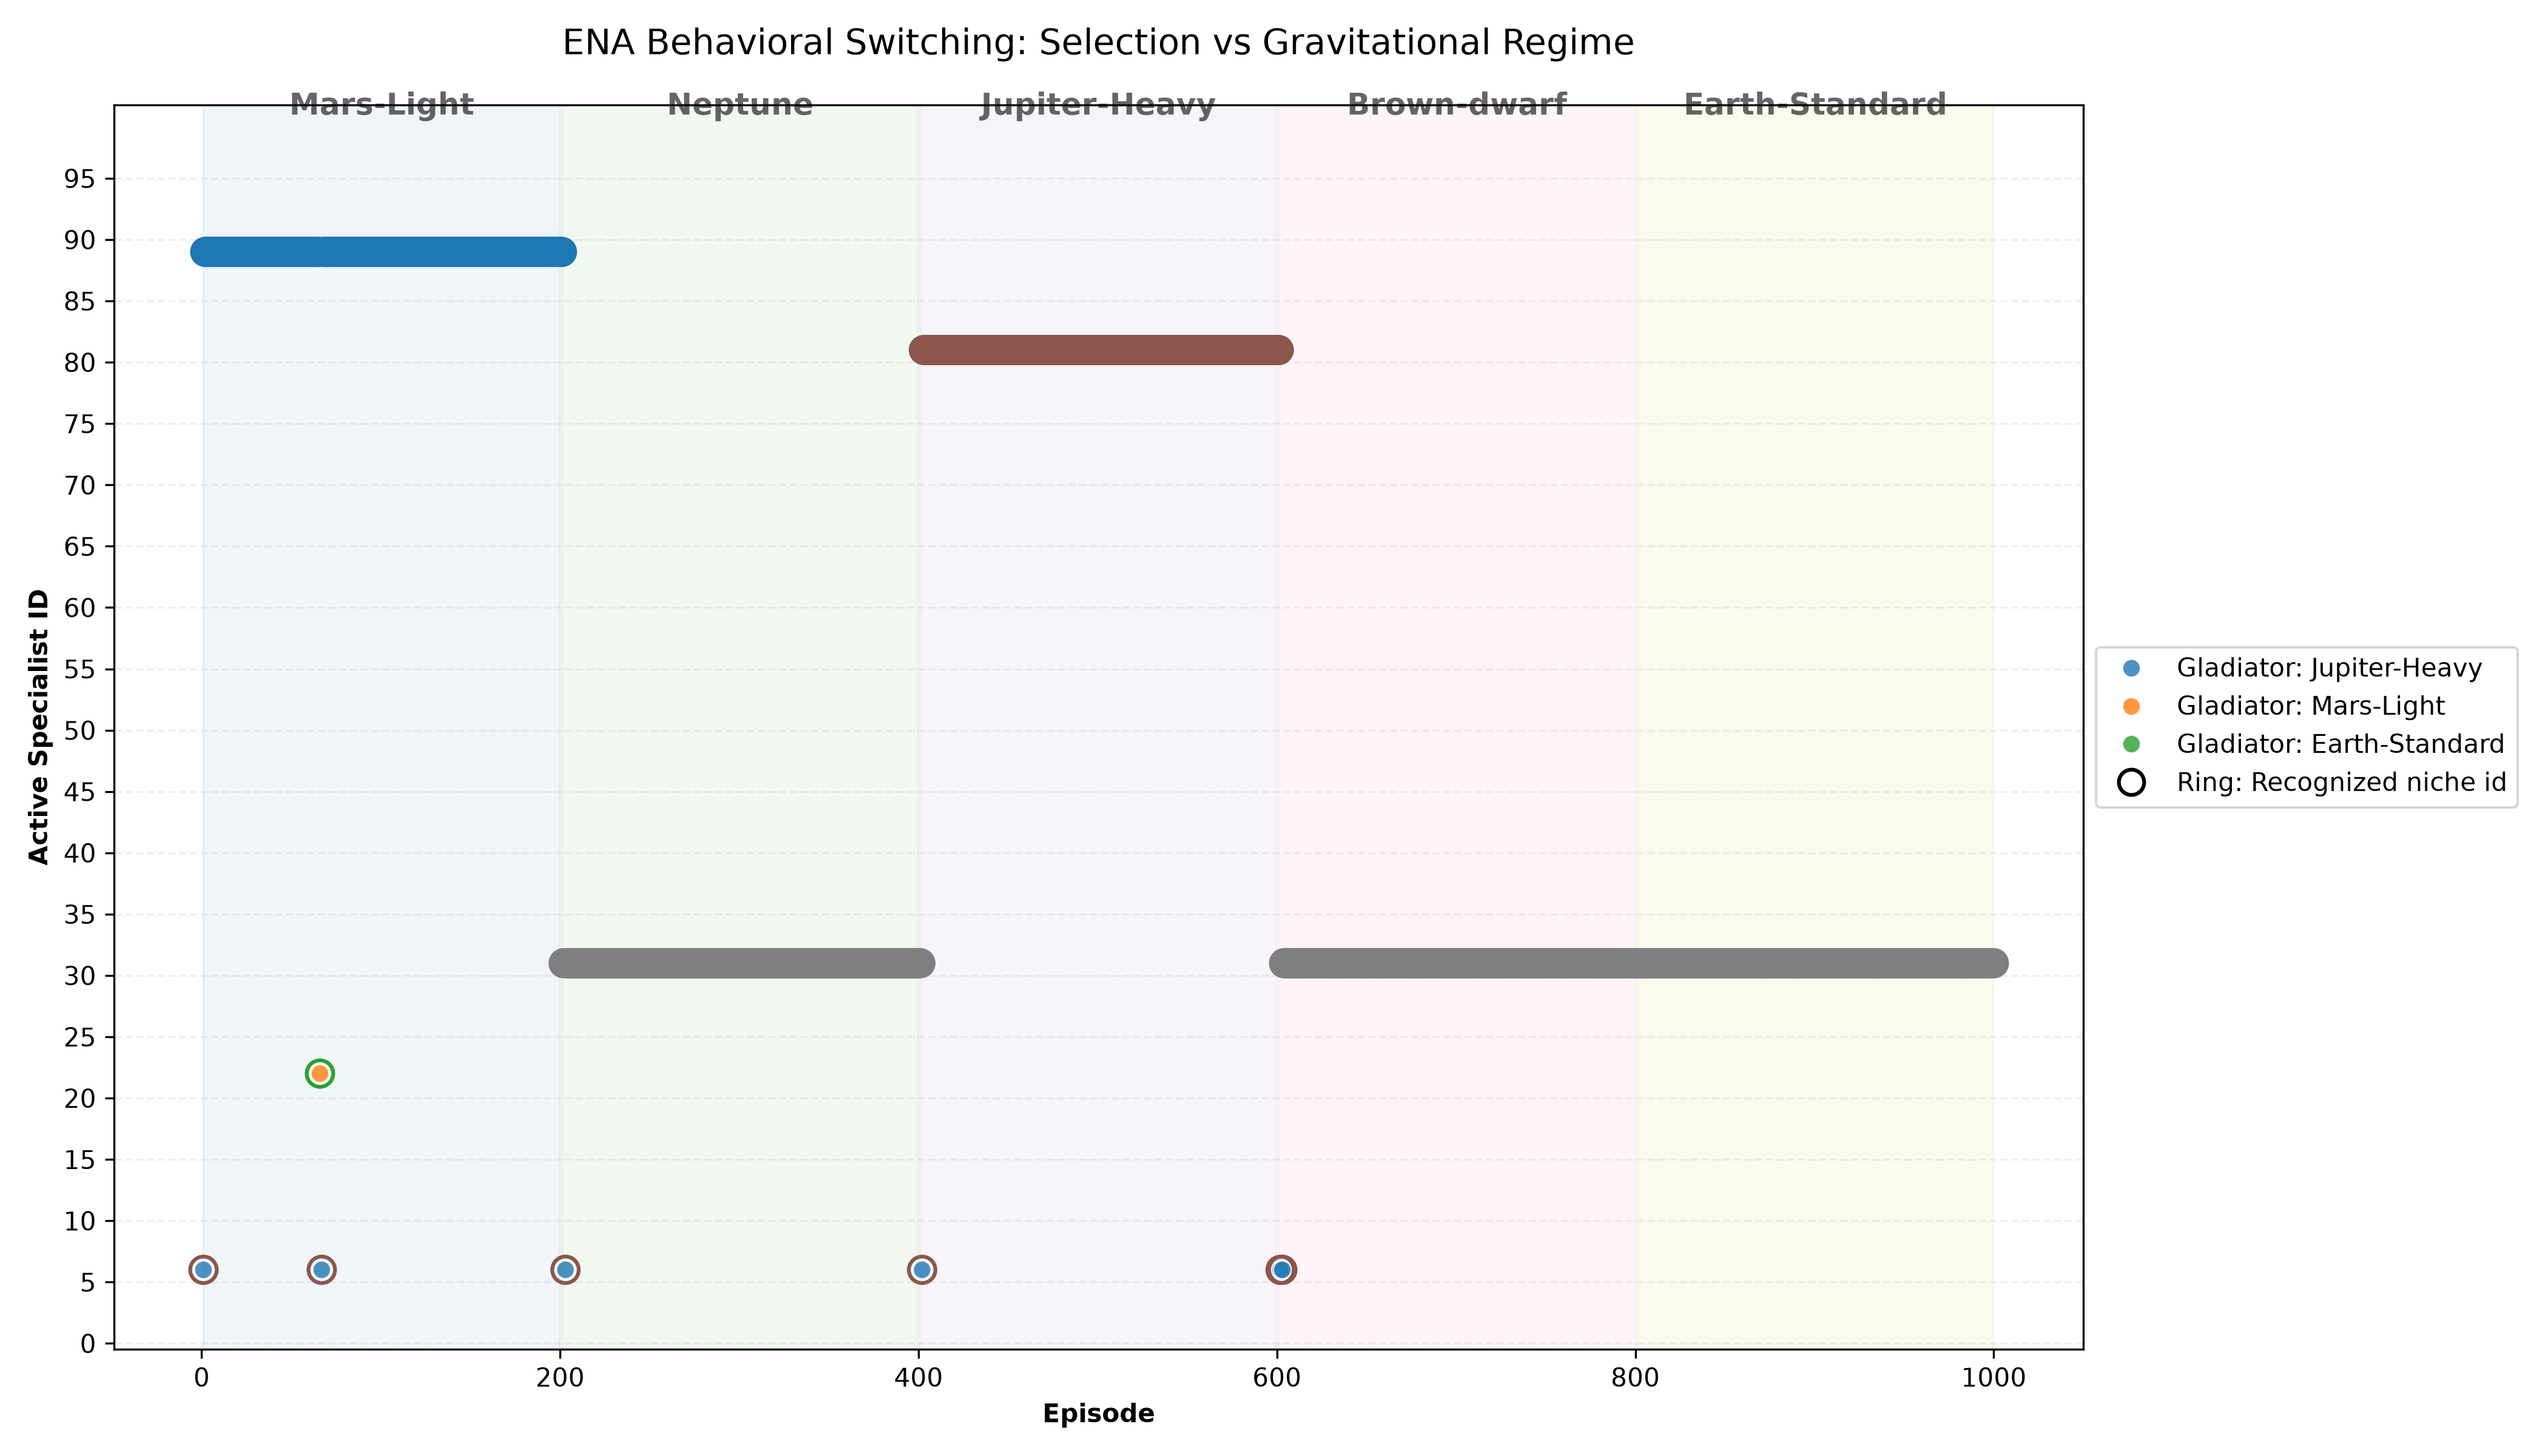 ENA Behavioral Switching: Selection vs Gravitational Regime
Mars-Light Neptune Jupiter-Heavy Brown-dwarf Earth-Standard
95
90
85
80
75
70
65
60
55
50
45
40
35
30
25
20
15
10
5
0
Active Specialist ID
0 200 400 600 800 1000
Episode
Gladiator: Jupiter-Heavy
Gladiator: Mars-Light
Gladiator: Earth-Standard
Ring: Recognized niche id